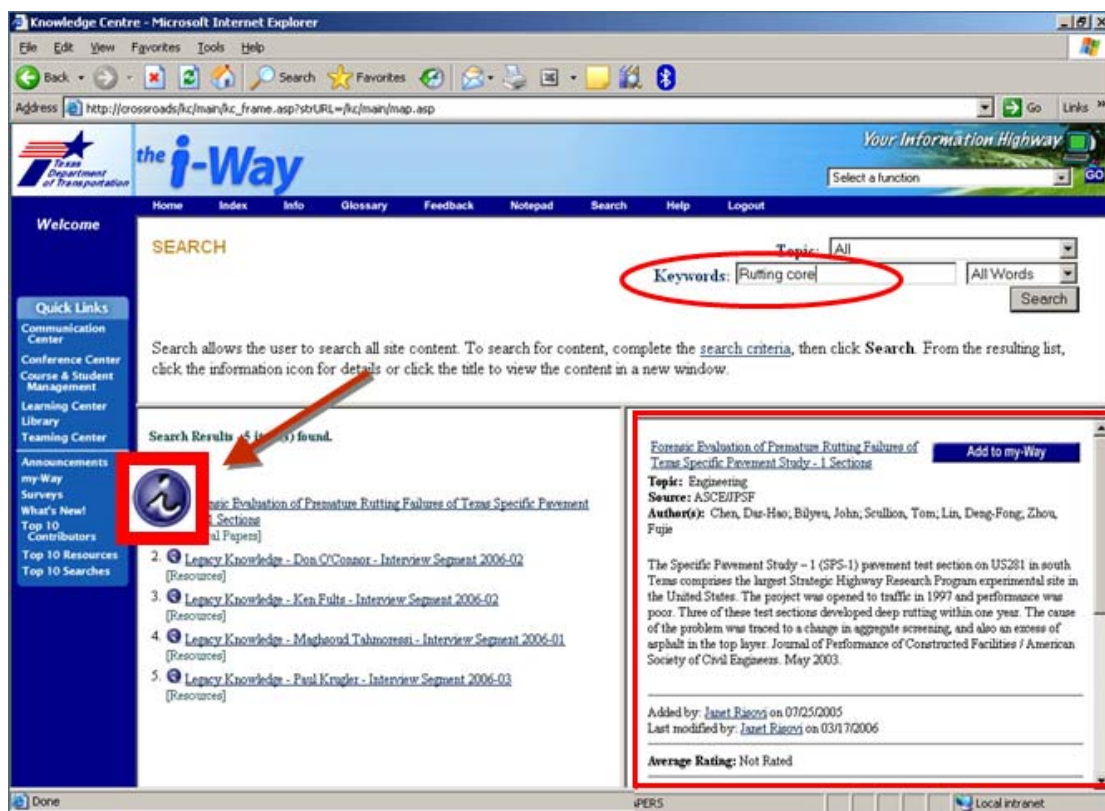 Knowledge Centre - Microsoft Internet Explorer
File Edit View Favorites Tools Help
Back Search Favorites
Address http://crossroads/kc/main/kc_frame.asp?strURL=/kc/main/map.asp Go Links »
Texas
Department
of Transportation
the i-Way
Your Information Highway
Select a function GO
Home Index Info Glossary Feedback Notepad Search Help Logout
Welcome
Quick Links
Communication
Center
Conference Center
Course & Student
Management
Learning Center
Library
Teaming Center
Announcements
my-Way
Surveys
What's New!
Top 10
Contributors
Top 10 Resources
Top 10 Searches
SEARCH
Topic: All
Keywords: Rutting core All Words
Search
Search allows the user to search all site content. To search for content, complete the search criteria, then click Search. From the resulting list,
click the information icon for details or click the title to view the content in a new window.
Search Results - 5 found.
Evaluation of Premature Rutting Failures of Texas Specific Pavement
1 Sections
Papers]
2. Legacy Knowledge - Don O'Connor - Interview Segment 2006-02
[Resources]
3. Legacy Knowledge - Ken Fults - Interview Segment 2006-02
[Resources]
4. Legacy Knowledge - Maghsoud Tahmoressi - Interview Segment 2006-01
[Resources]
5. Legacy Knowledge - Paul Krugler - Interview Segment 2006-03
[Resources]
Forensic Evaluation of Premature Rutting Failures of
Texas Specific Pavement Study - 1 Sections
Add to my-Way
Topic: Engineering
Source: ASCE/JPSF
Author(s): Chen, Dar-Hao; Bilyeu, John; Scullion, Tom; Lin, Deng-Fong; Zhou,
Fujie
The Specific Pavement Study – 1 (SPS-1) pavement test section on US281 in south
Texas comprises the largest Strategic Highway Research Program experimental site in
the United States. The project was opened to traffic in 1997 and performance was
poor. Three of these test sections developed deep rutting within one year. The cause
of the problem was traced to a change in aggregate screening, and also an excess of
asphalt in the top layer. Journal of Performance of Constructed Facilities / American
Society of Civil Engineers. May 2003.
Added by: Janet Risovi on 07/25/2005
Last modified by: Janet Risovi on 03/17/2006
Average Rating: Not Rated
Done PERS Local intranet